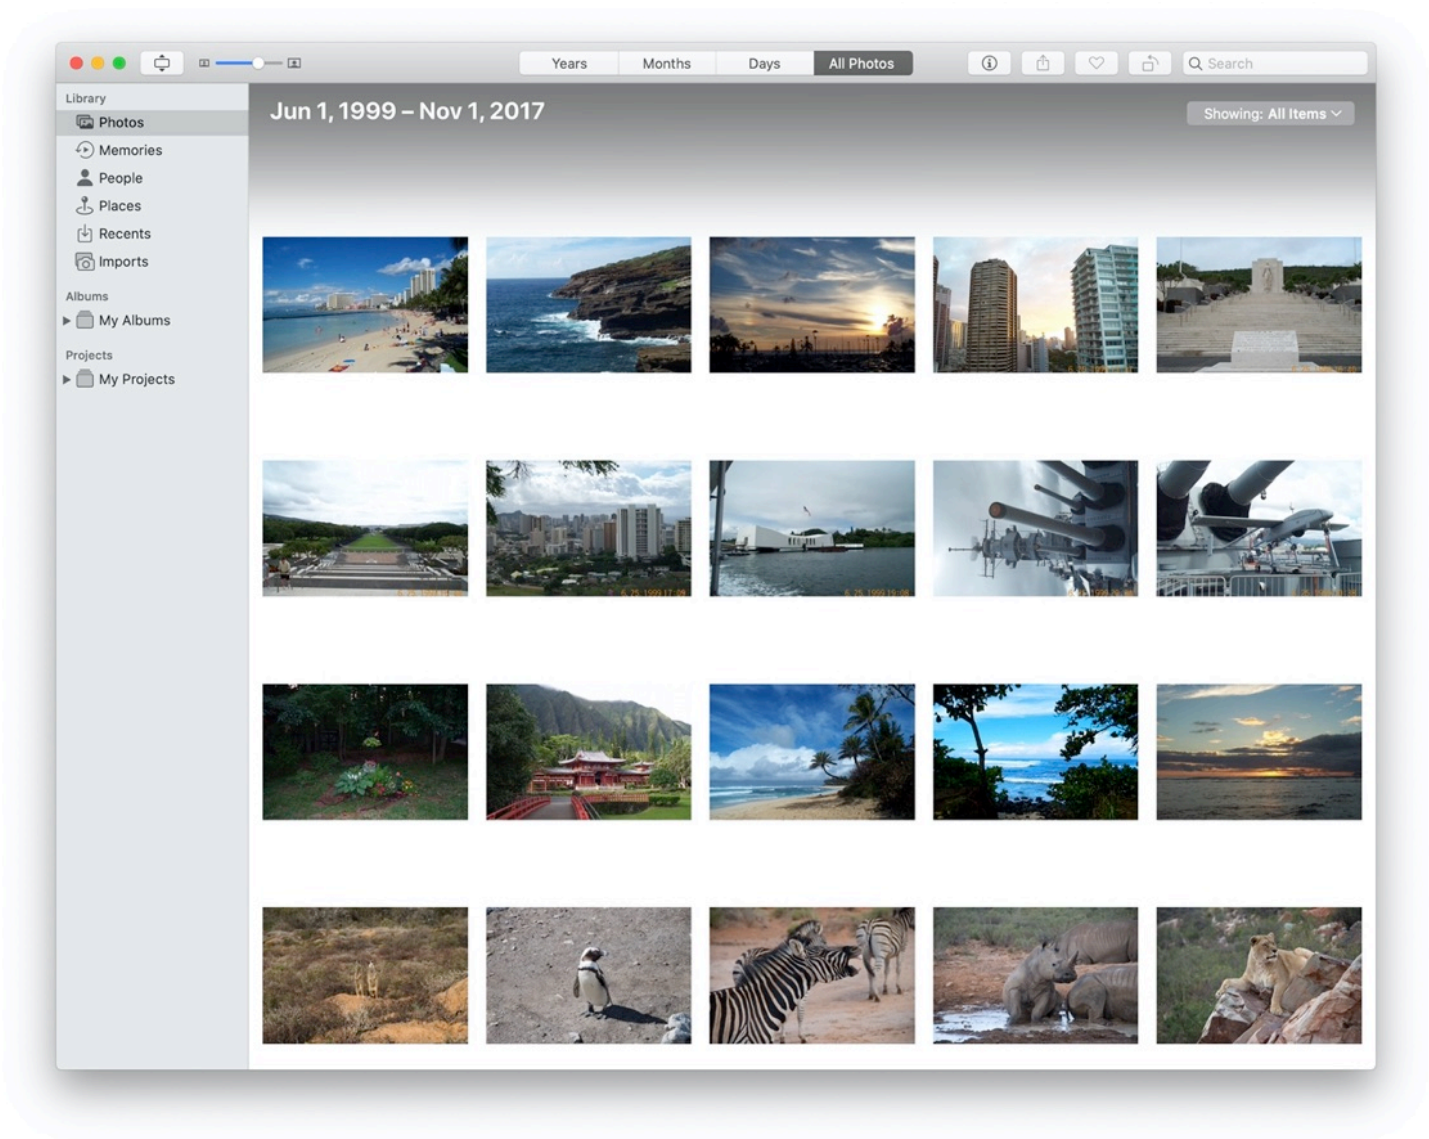 Years Months Days All Photos
Search
Library
Photos
Memories
People
Places
Recents
Imports
Albums
My Albums
Projects
My Projects
Jun 1, 1999 – Nov 1, 2017
Showing: All Items